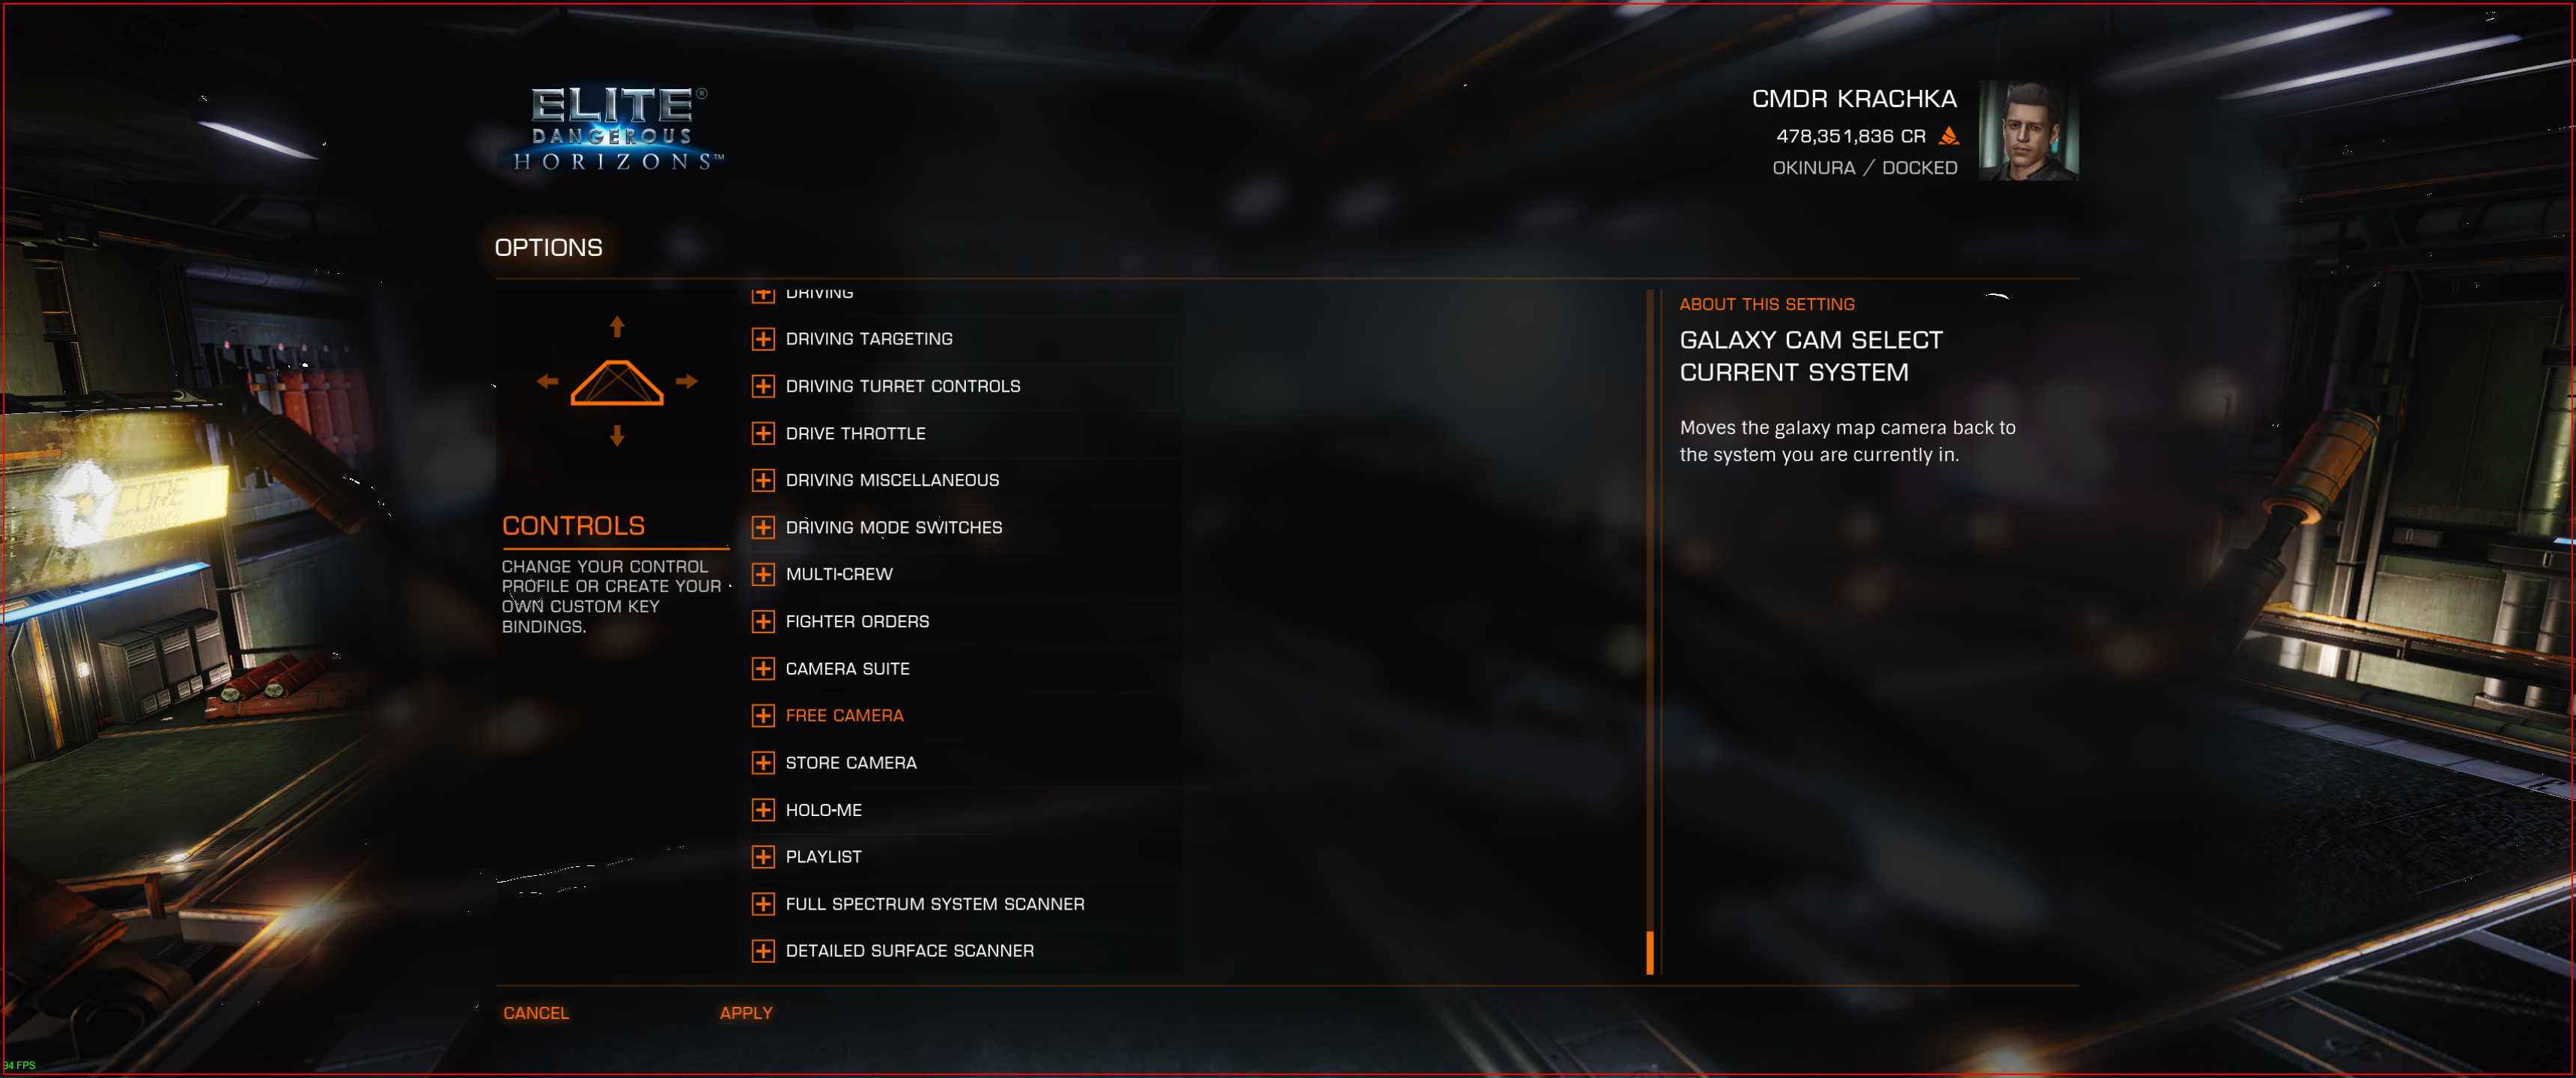 ELITE®
DANGEROUS
HORIZONS™
CMDR KRACHKA
478,351,836 CR
OKINURA / DOCKED
OPTIONS
CONTROLS
CHANGE YOUR CONTROL
PROFILE OR CREATE YOUR
OWN CUSTOM KEY
BINDINGS.
DRIVING
DRIVING TARGETING
DRIVING TURRET CONTROLS
DRIVE THROTTLE
DRIVING MISCELLANEOUS
DRIVING MODE SWITCHES
MULTI-CREW
FIGHTER ORDERS
CAMERA SUITE
FREE CAMERA
STORE CAMERA
HOLO-ME
PLAYLIST
FULL SPECTRUM SYSTEM SCANNER
DETAILED SURFACE SCANNER
ABOUT THIS SETTING
GALAXY CAM SELECT
CURRENT SYSTEM
Moves the galaxy map camera back to
the system you are currently in.
CANCEL
APPLY
94 FPS